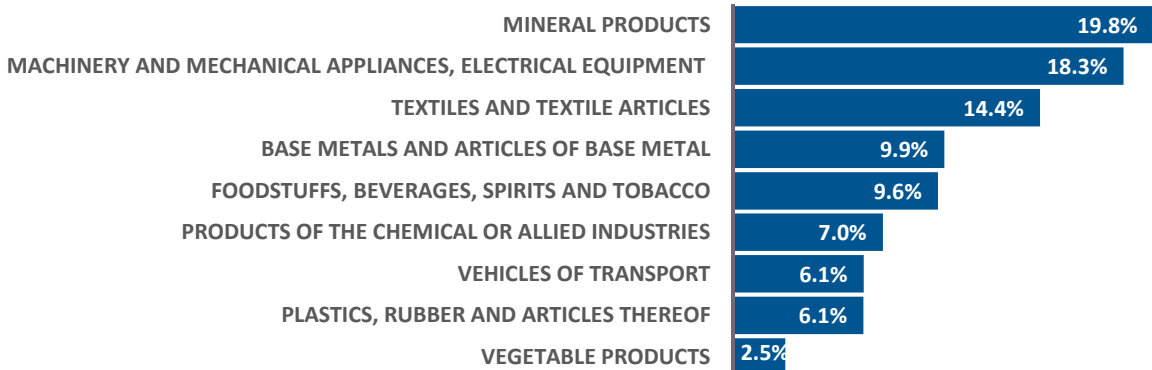 MINERAL PRODUCTS 19.8%
MACHINERY AND MECHANICAL APPLIANCES, ELECTRICAL EQUIPMENT 18.3%
TEXTILES AND TEXTILE ARTICLES 14.4%
BASE METALS AND ARTICLES OF BASE METAL 9.9%
FOODSTUFFS, BEVERAGES, SPIRITS AND TOBACCO 9.6%
PRODUCTS OF THE CHEMICAL OR ALLIED INDUSTRIES 7.0%
VEHICLES OF TRANSPORT 6.1%
PLASTICS, RUBBER AND ARTICLES THEREOF 6.1%
VEGETABLE PRODUCTS 2.5%